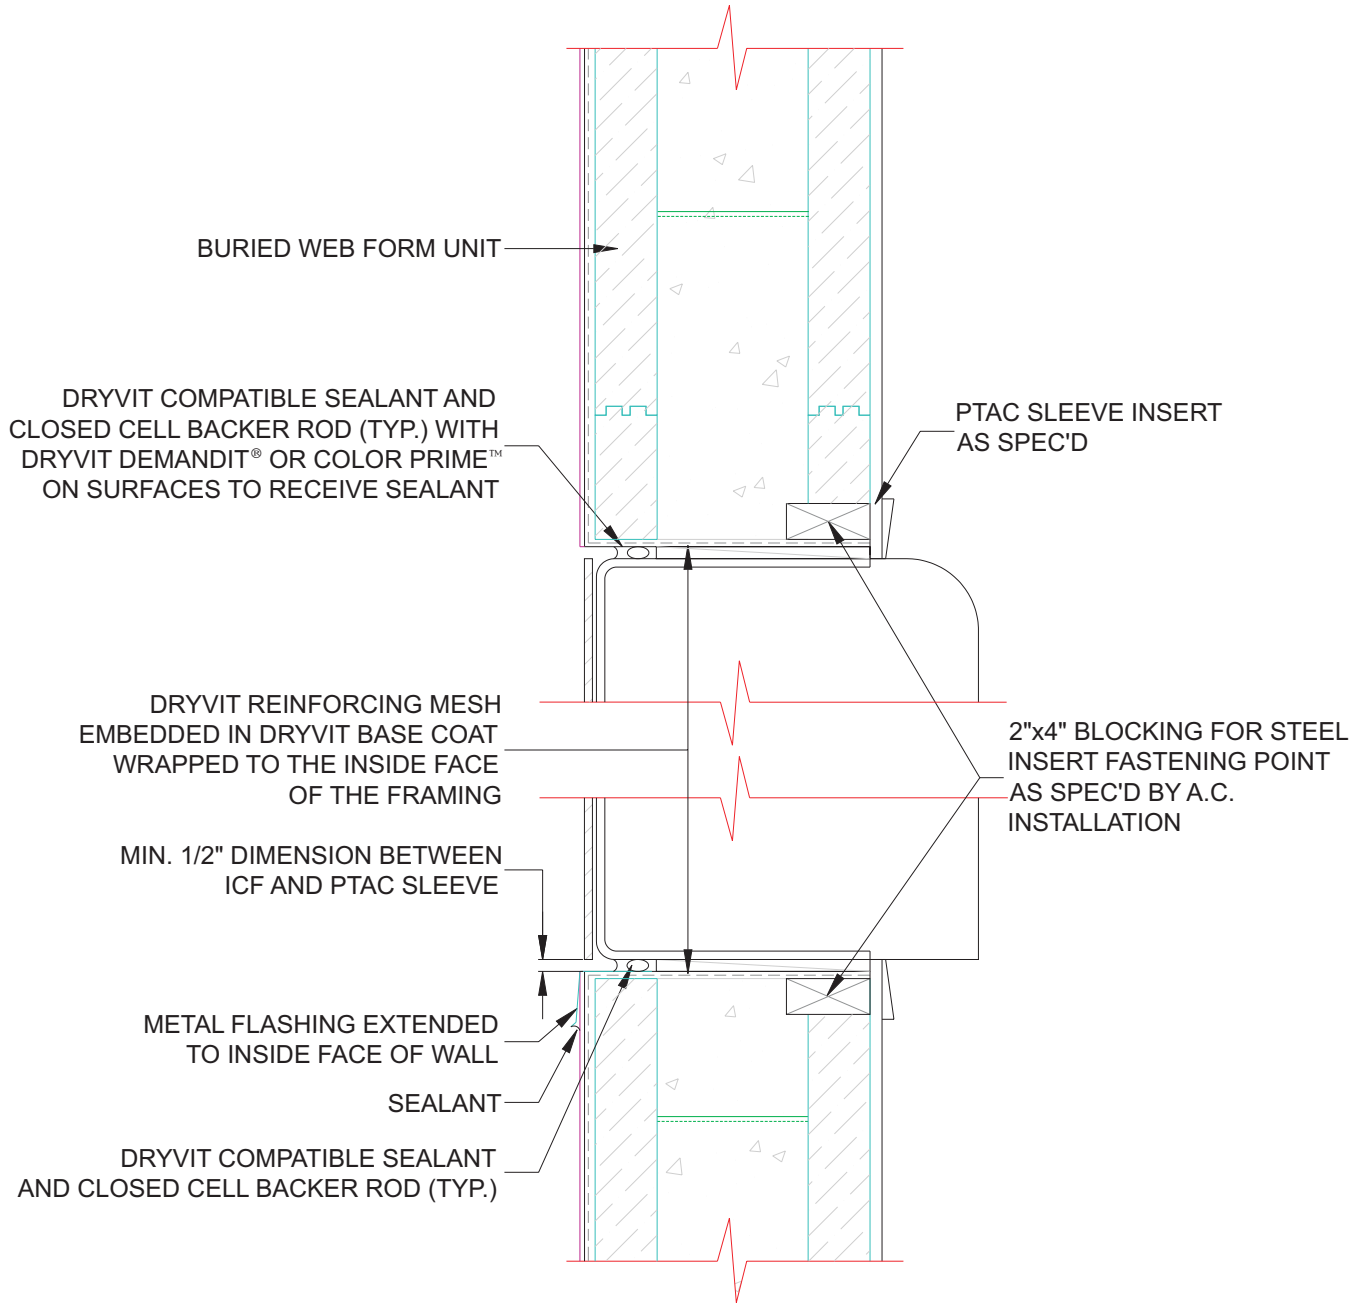 BURIED WEB FORM UNIT
DRYVIT COMPATIBLE SEALANT AND
CLOSED CELL BACKER ROD (TYP.) WITH
DRYVIT DEMANDIT® OR COLOR PRIME™
ON SURFACES TO RECEIVE SEALANT
PTAC SLEEVE INSERT
AS SPEC'D
DRYVIT REINFORCING MESH
EMBEDDED IN DRYVIT BASE COAT
WRAPPED TO THE INSIDE FACE
OF THE FRAMING
2"x4" BLOCKING FOR STEEL
INSERT FASTENING POINT
AS SPEC'D BY A.C.
INSTALLATION
MIN. 1/2" DIMENSION BETWEEN
ICF AND PTAC SLEEVE
METAL FLASHING EXTENDED
TO INSIDE FACE OF WALL
SEALANT
DRYVIT COMPATIBLE SEALANT
AND CLOSED CELL BACKER ROD (TYP.)